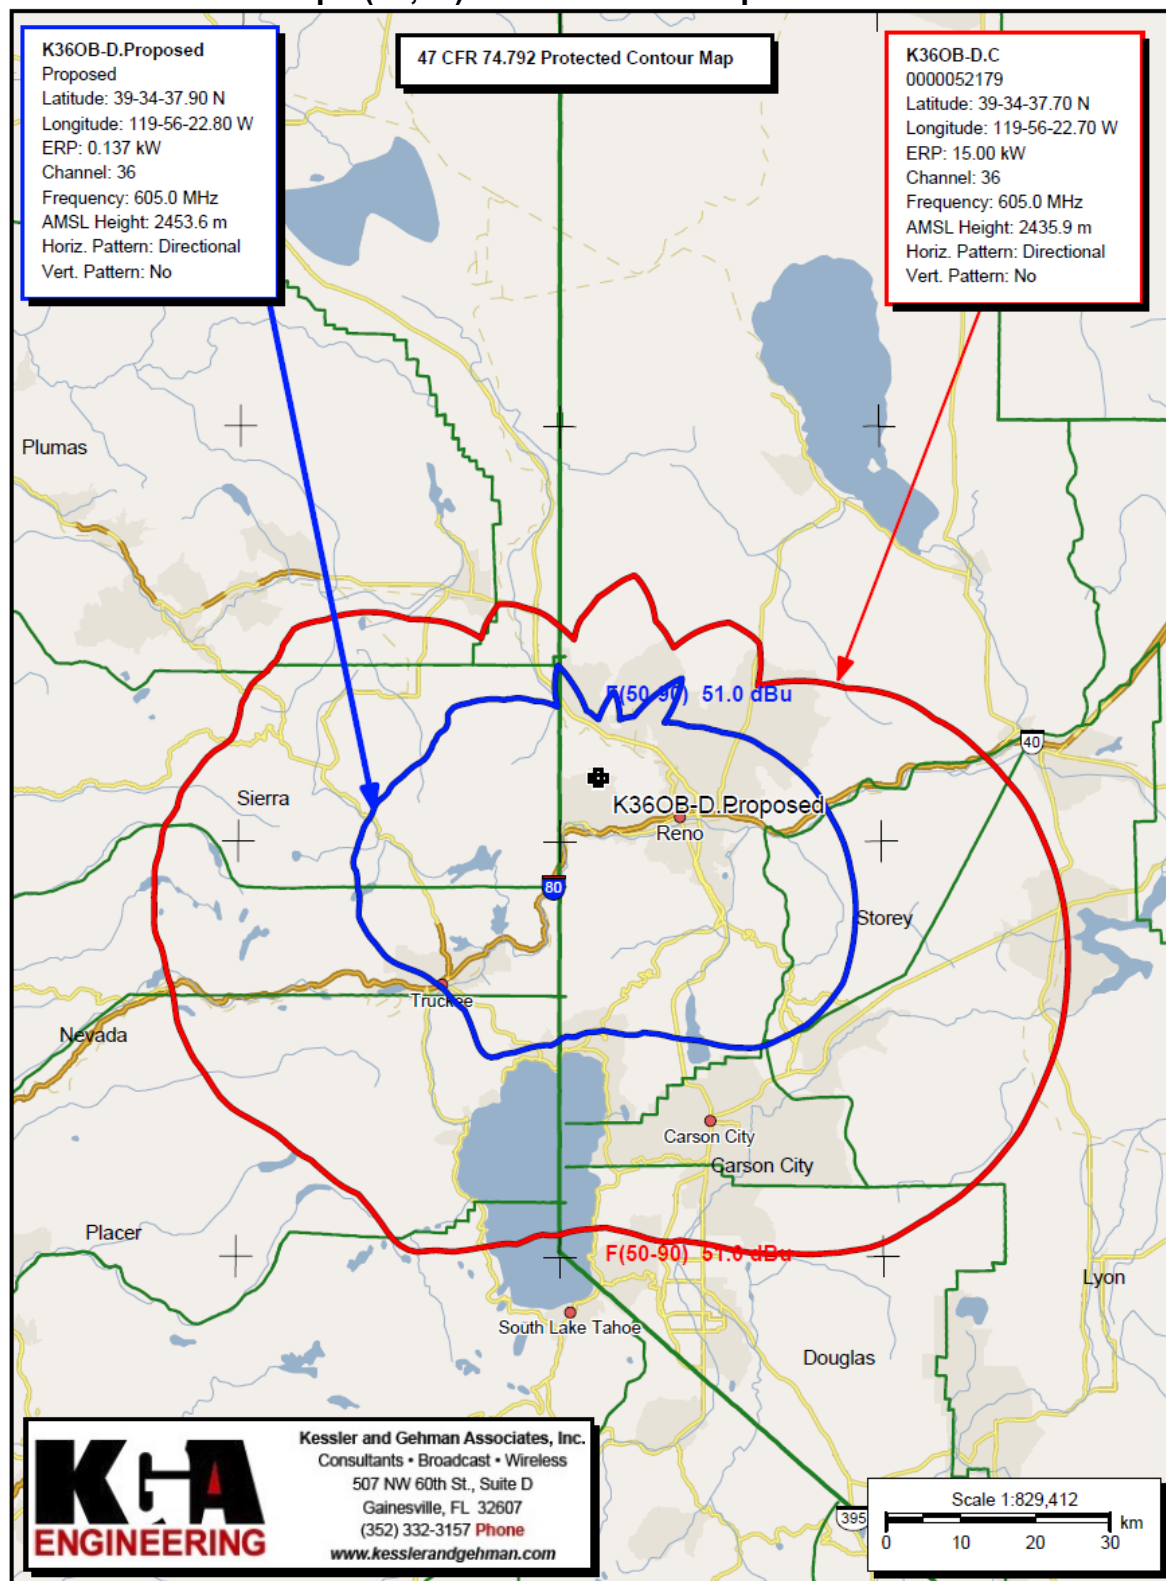 K36OB-D.Proposed
Proposed
Latitude: 39-34-37.90 N
Longitude: 119-56-22.80 W
ERP: 0.137 kW
Channel: 36
Frequency: 605.0 MHz
AMSL Height: 2453.6 m
Horiz. Pattern: Directional
Vert. Pattern: No
47 CFR 74.792 Protected Contour Map
K36OB-D.C
0000052179
Latitude: 39-34-37.70 N
Longitude: 119-56-22.70 W
ERP: 15.00 kW
Channel: 36
Frequency: 605.0 MHz
AMSL Height: 2435.9 m
Horiz. Pattern: Directional
Vert. Pattern: No
Plumas
F(50-90) 51.0 dBu
40
Sierra
K36OB-D.Proposed
Reno
80
Storey
Truckee
Nevada
Carson City
Carson City
Placer
F(50-90) 51.0 dBu
Lyon
South Lake Tahoe
Douglas
395
KGA
ENGINEERING
Kessler and Gehman Associates, Inc.
Consultants • Broadcast • Wireless
507 NW 60th St., Suite D
Gainesville, FL 32607
(352) 332-3157 Phone
www.kesslerandgehman.com
Scale 1:829,412
0 10 20 30 km